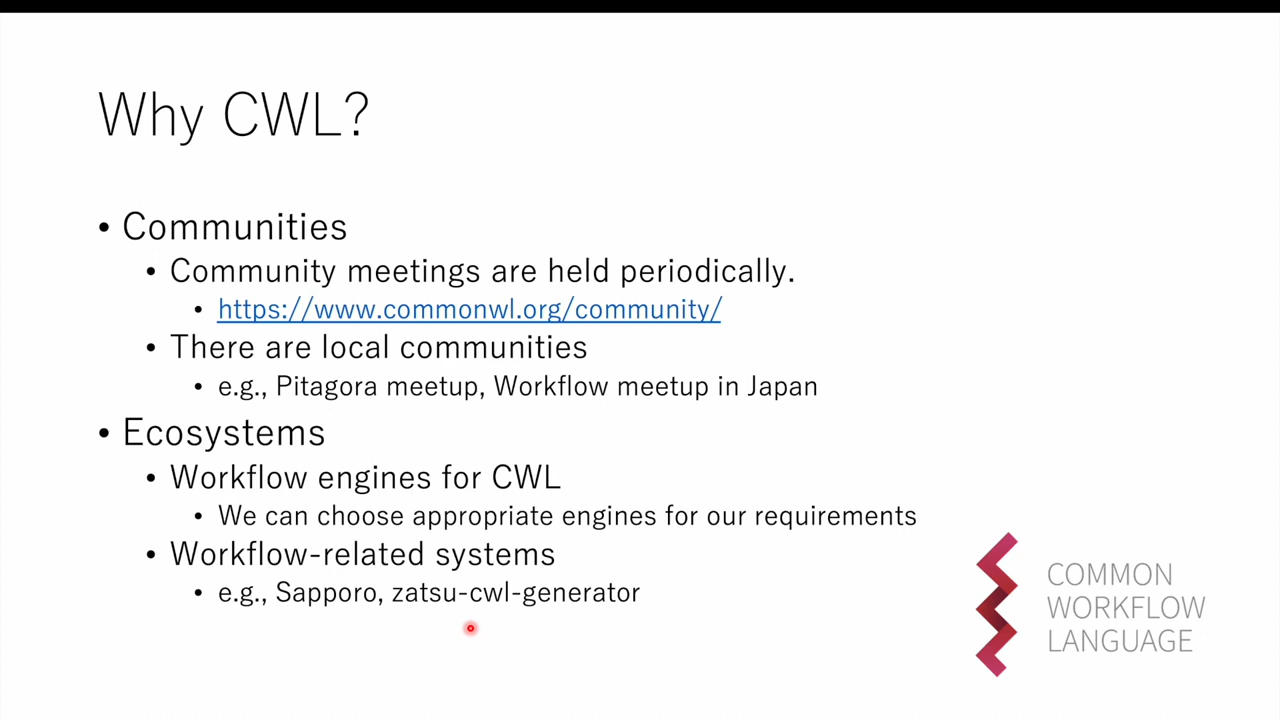 Why CWL?
• Communities
• Community meetings are held periodically.
• https://www.commonwl.org/community/
• There are local communities
• e.g., Pitagora meetup, Workflow meetup in Japan
• Ecosystems
• Workflow engines for CWL
• We can choose appropriate engines for our requirements
• Workflow-related systems
• e.g., Sapporo, zatsu-cwl-generator
COMMON
WORKFLOW
LANGUAGE